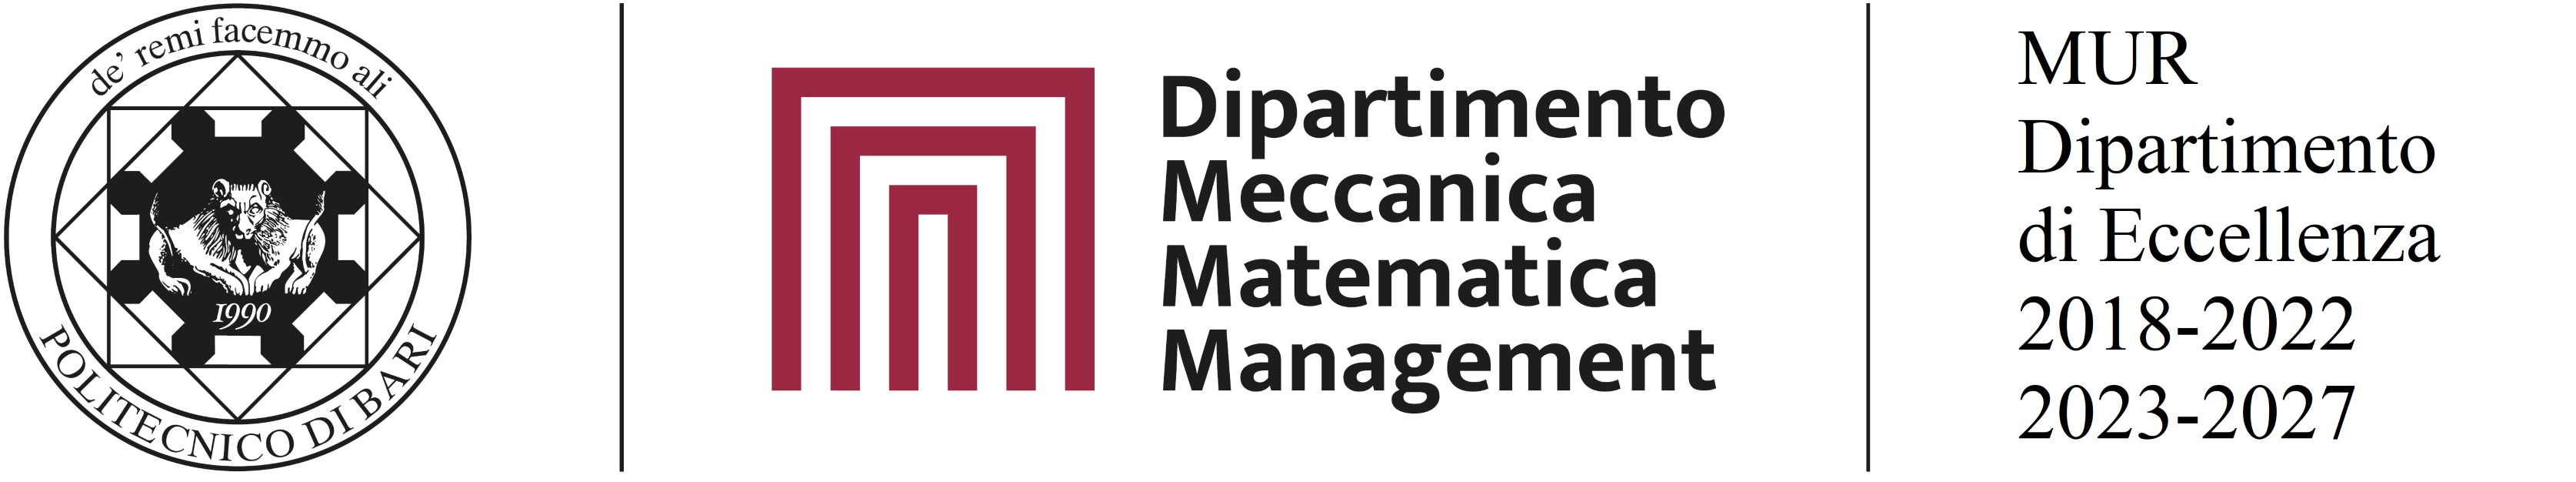 de’ remi facemmo ali
1990
POLITECNICO DI BARI
Dipartimento
Meccanica
Matematica
Management
MUR
Dipartimento
di Eccellenza
2018-2022
2023-2027